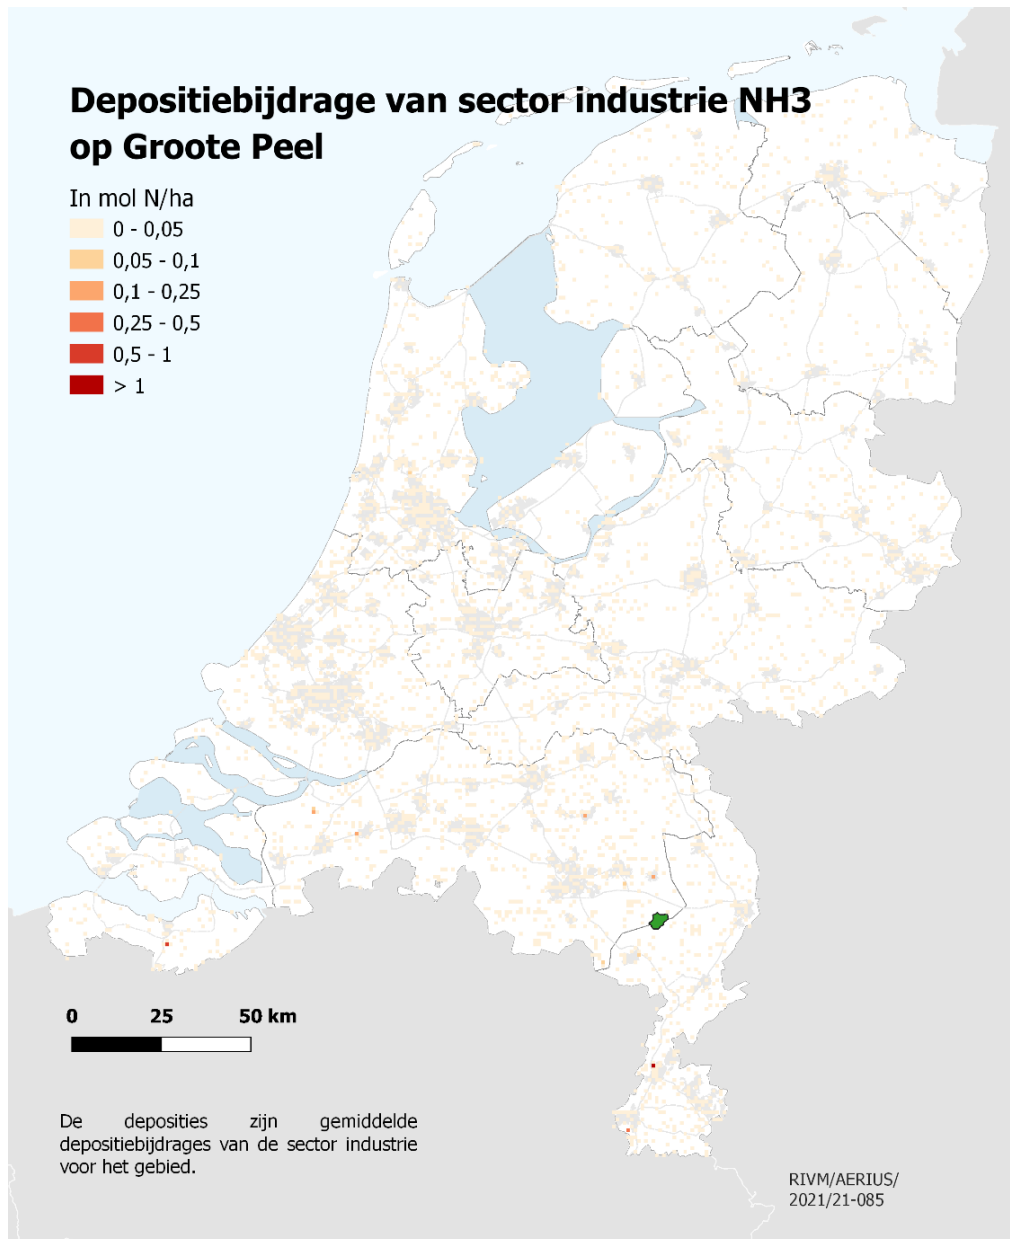 Depositiebijdrage van sector industrie NH3
op Groote Peel
In mol N/ha
0 - 0,05
0,05 - 0,1
0,1 - 0,25
0,25 - 0,5
0,5 - 1
> 1
0 25 50 km
De deposities zijn gemiddelde
depositiebijdrages van de sector industrie
voor het gebied.
RIVM/AERIUS/
2021/21-085